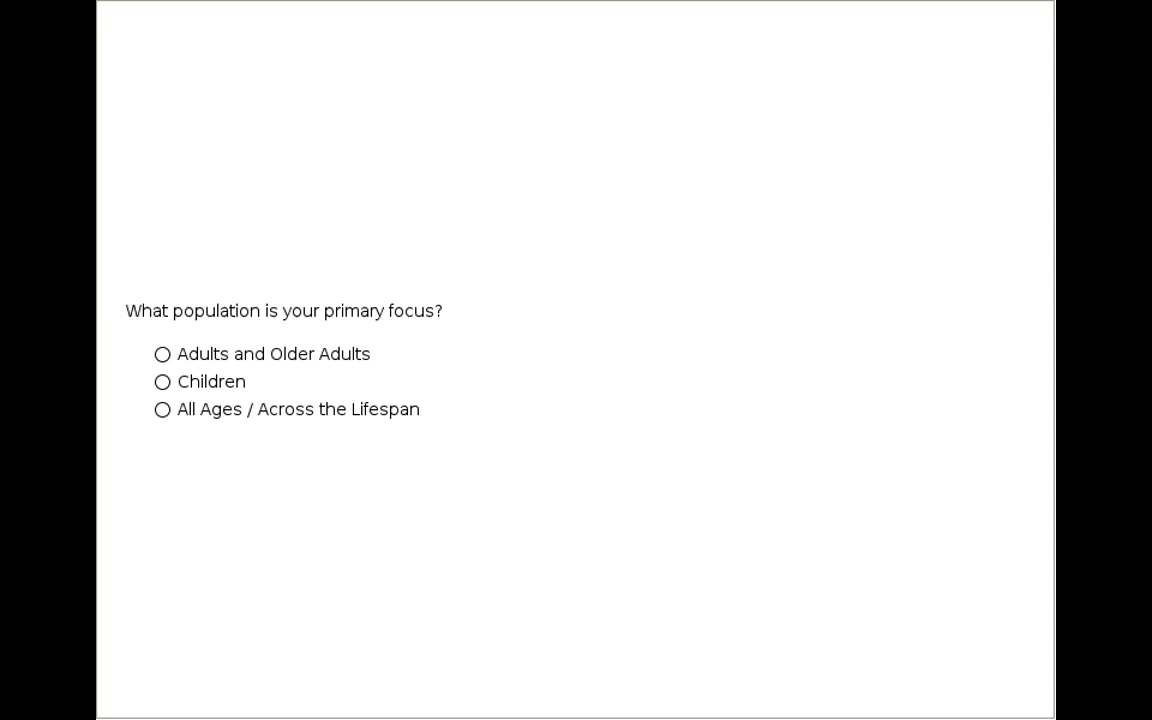 What population is your primary focus?
Adults and Older Adults
Children
All Ages / Across the Lifespan